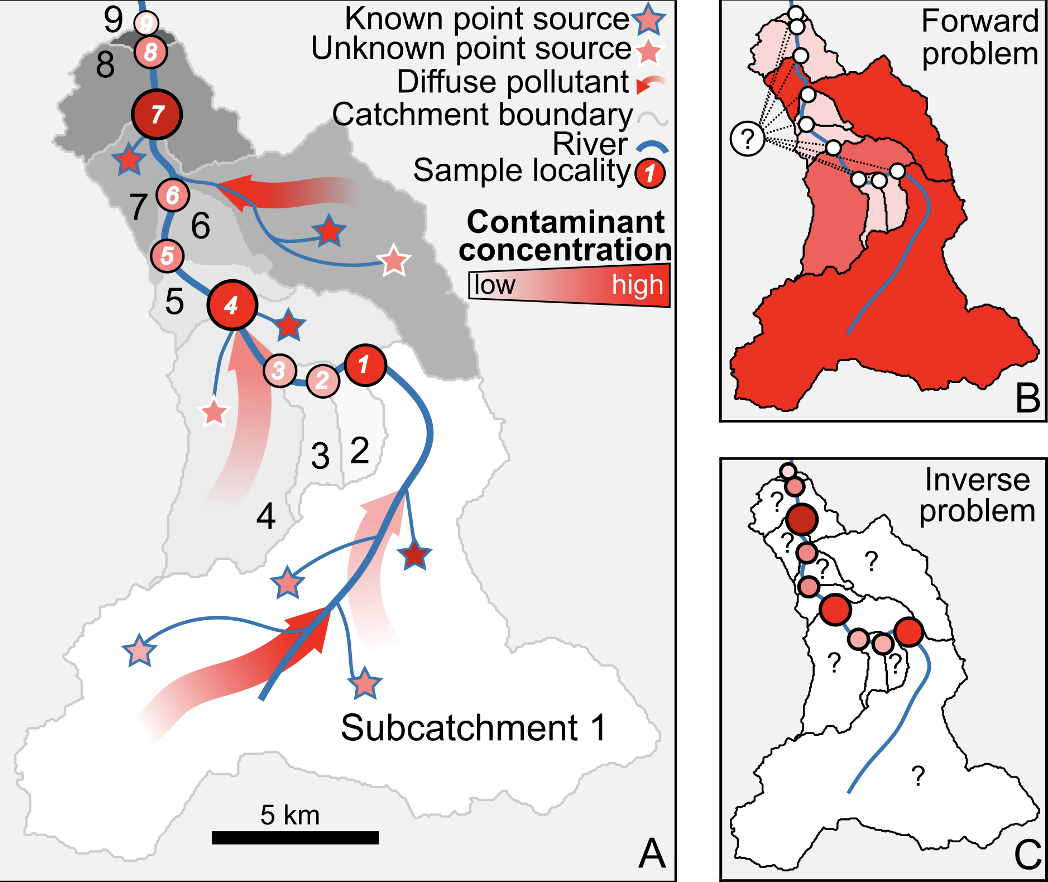 Known point source
Unknown point source
Diffuse pollutant
Catchment boundary
River
Sample locality 1
Contaminant
concentration
low high
9
9
8
8
7
6
7
6
5
5
4
3
2
1
3
2
4
Subcatchment 1
5 km
A
Forward
problem
?
B
Inverse
problem
?
?
?
?
?
?
?
C